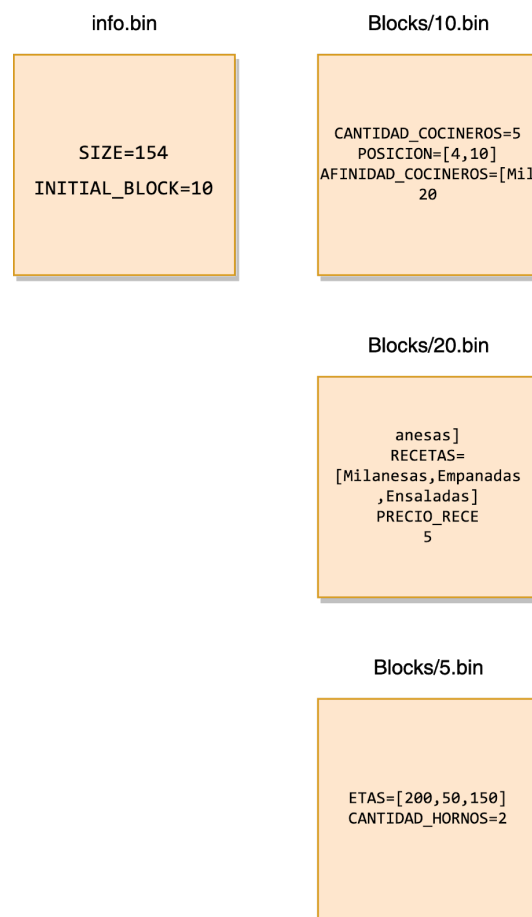 info.bin
SIZE=154
INITIAL_BLOCK=10
Blocks/10.bin
CANTIDAD_COCINEROS=5
POSICION=[4,10]
AFINIDAD_COCINEROS=[Mil
20
Blocks/20.bin
anesas]
RECETAS=
[Milanesas,Empanadas
,Ensaladas]
PRECIO_RECE
5
Blocks/5.bin
ETAS=[200,50,150]
CANTIDAD_HORNOS=2